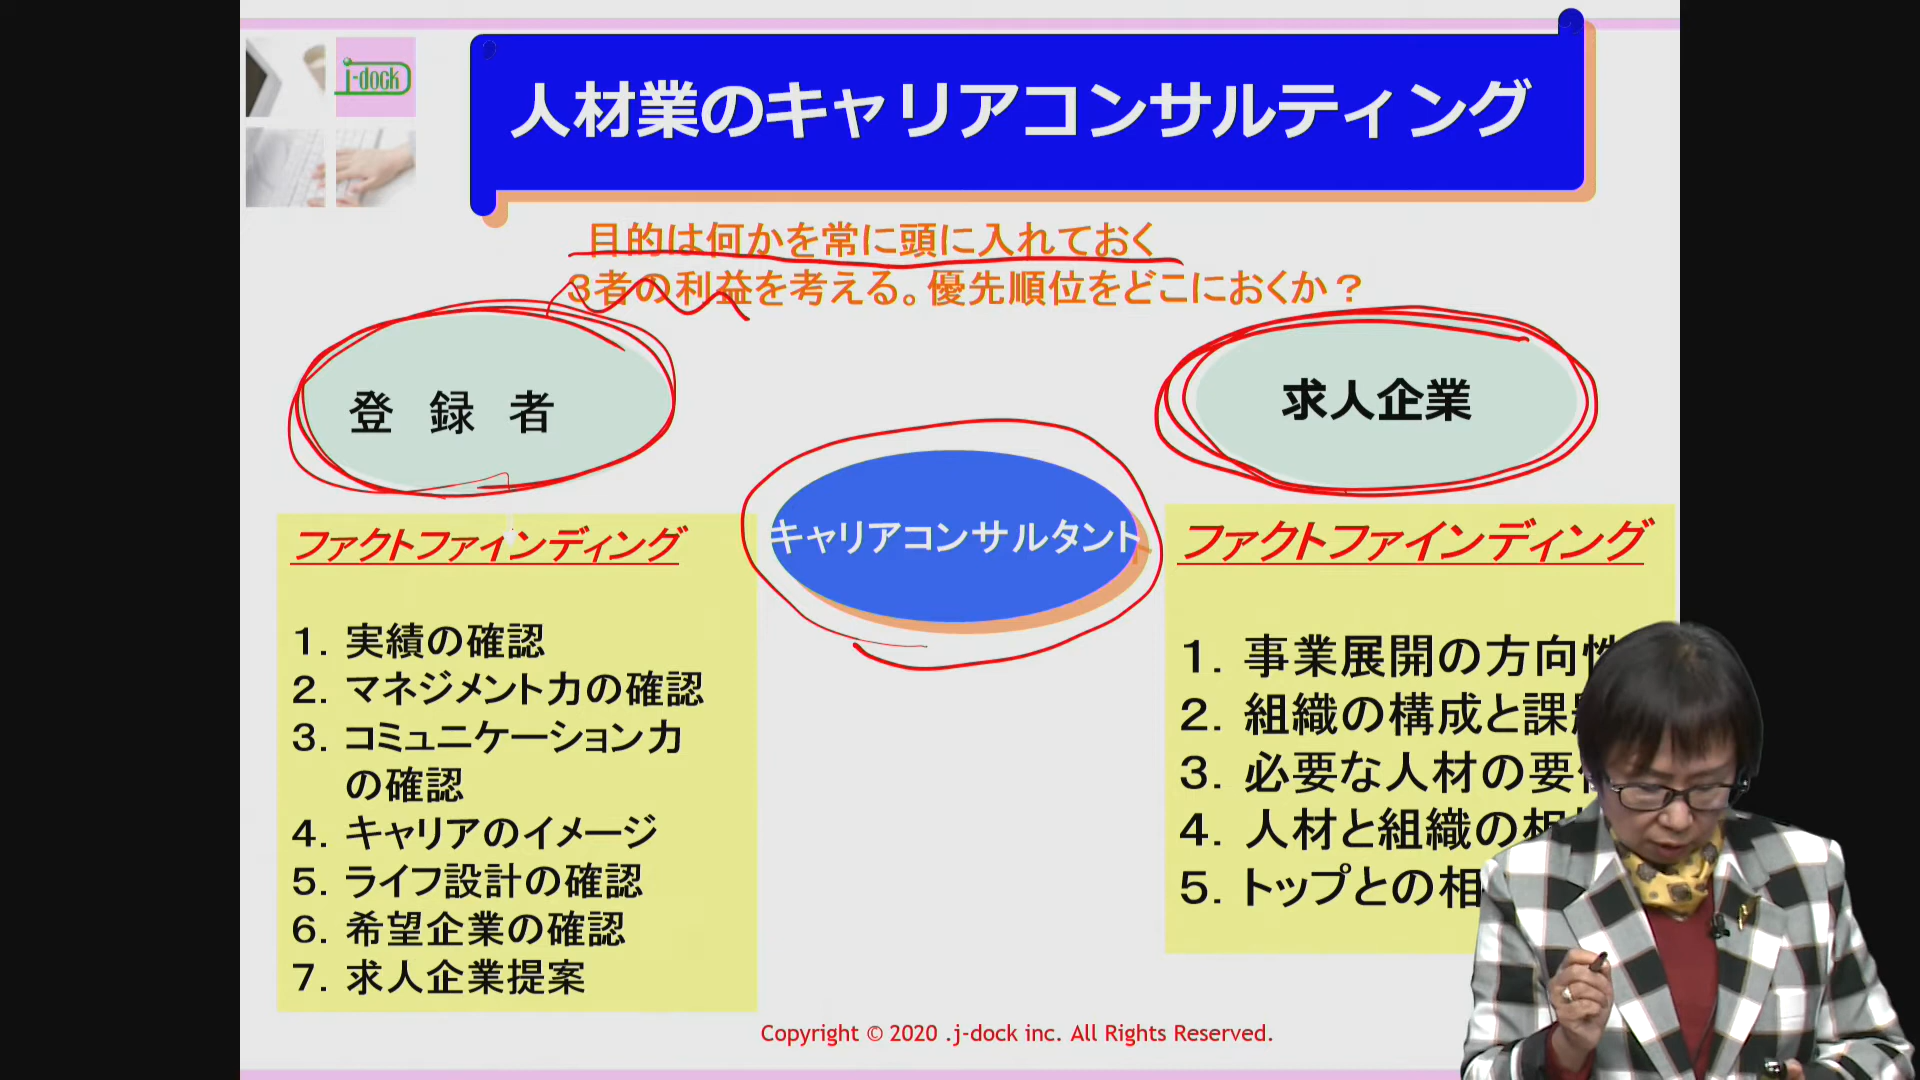 j-dock
人材業のキャリアコンサルティング
目的は何かを常に頭に入れておく
3者の利益を考える。優先順位をどこにおくか？
登 録 者
求人企業
キャリアコンサルタント
ファクトファインディング
1. 実績の確認
2. マネジメント力の確認
3. コミュニケーション力
の確認
4. キャリアのイメージ
5. ライフ設計の確認
6. 希望企業の確認
7. 求人企業提案
ファクトファインディング
1. 事業展開の方向性
2. 組織の構成と課題
3. 必要な人材の要
4. 人材と組織の相
5. トップとの相
Copyright © 2020 .j-dock inc. All Rights Reserved.